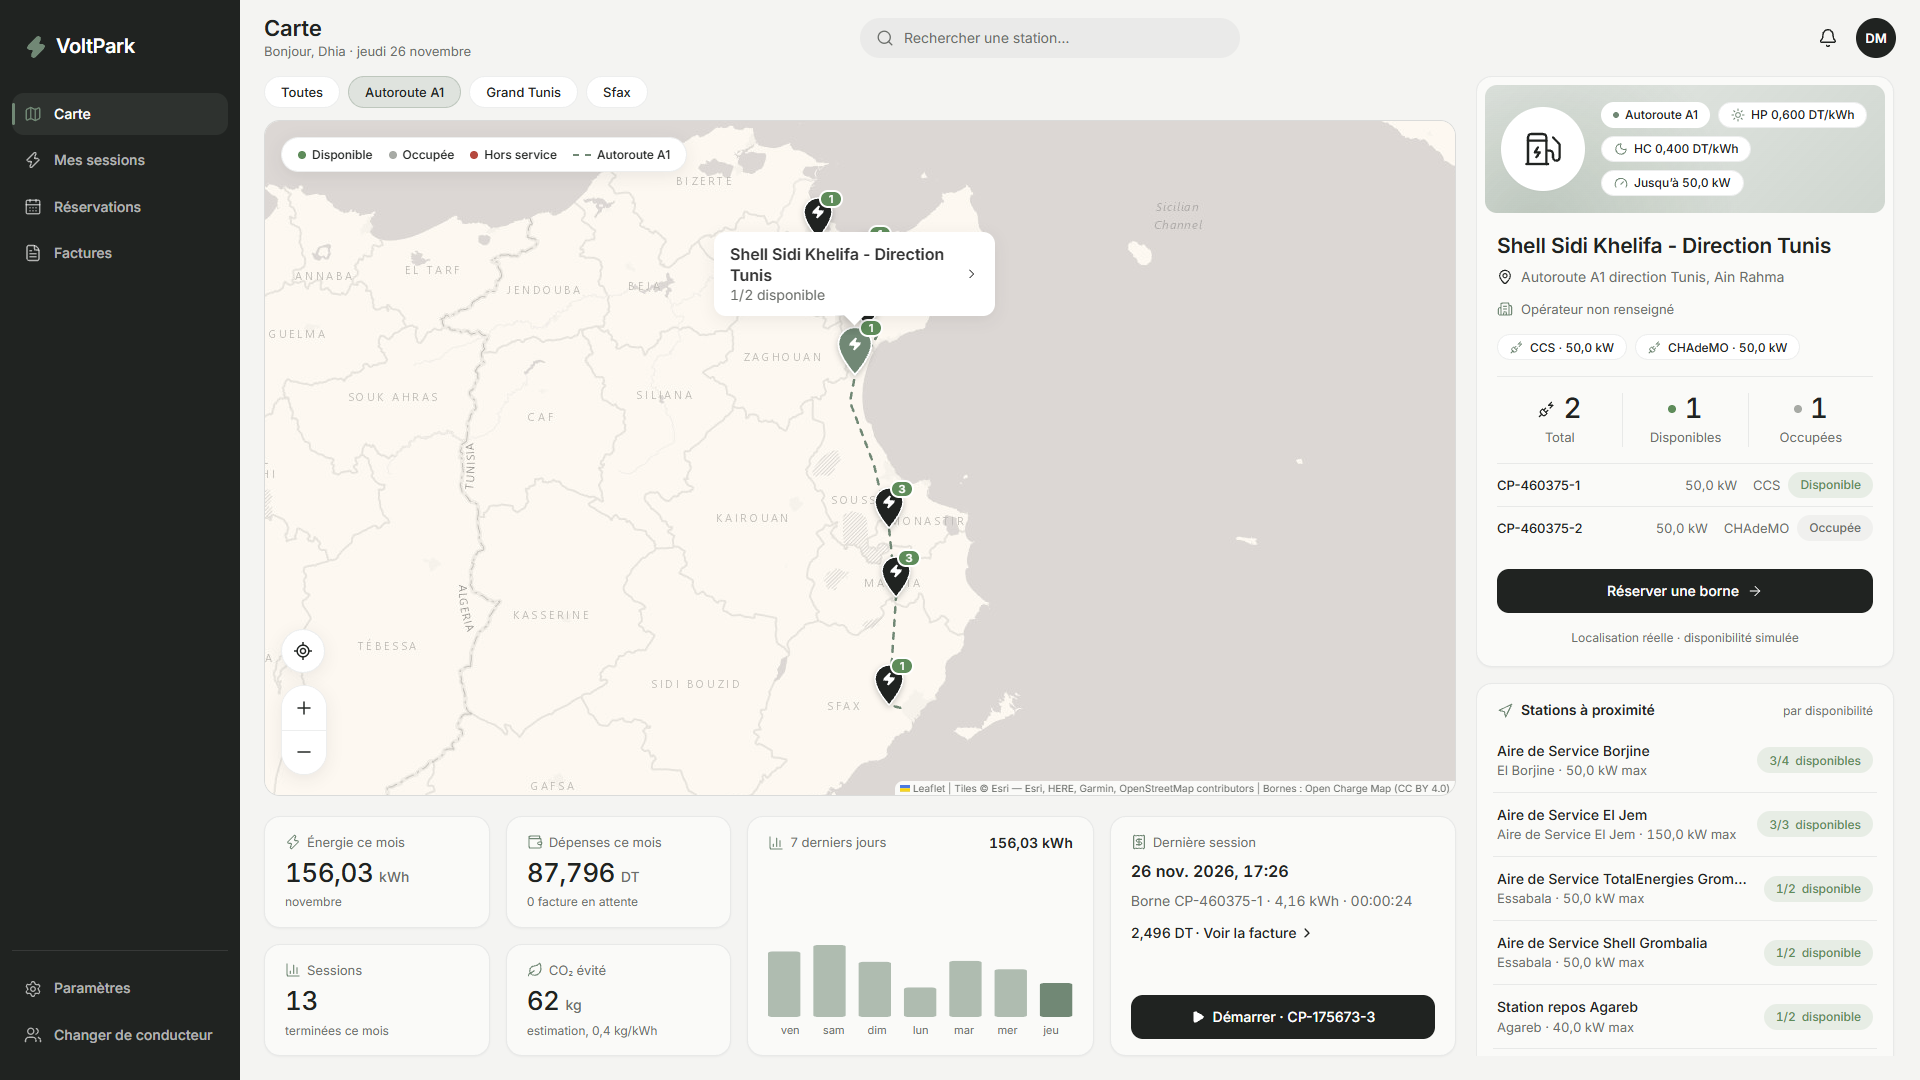 VoltPark
Carte
Mes sessions
Réservations
Factures
Paramètres
Changer de conducteur
Carte
Bonjour, Dhia · jeudi 26 novembre
Rechercher une station...
DM
Toutes
Autoroute A1
Grand Tunis
Sfax
Disponible
Occupée
Hors service
Autoroute A1
BIZERTE
Sicilian
Channel
1
Shell Sidi Khelifa - Direction
Tunis
1/2 disponible
ANNABA
EL TARF
JENDOUBA
BEJA
GUELMA
1
ZAGHOUAN
SOUK AHRAS
CAF
SILIANA
TUNISIA
3
KAIROUAN
3
ALGERIA
KASSERINE
TÉBESSA
1
SIDI BOUZID
SFAX
GAFSA
+
−
Leaflet | Tiles © Esri — Esri, HERE, Garmin, OpenStreetMap contributors | Bornes : Open Charge Map (CC BY 4.0)
Énergie ce mois
156,03 kWh
novembre
Dépenses ce mois
87,796 DT
0 facture en attente
Sessions
13
terminées ce mois
CO₂ évité
62 kg
estimation, 0,4 kg/kWh
7 derniers jours
156,03 kWh
ven sam dim lun mar mer jeu
Dernière session
26 nov. 2026, 17:26
Borne CP-460375-1 · 4,16 kWh · 00:00:24
2,496 DT · Voir la facture
Démarrer · CP-175673-3
Autoroute A1
HP 0,600 DT/kWh
HC 0,400 DT/kWh
Jusqu'à 50,0 kW
Shell Sidi Khelifa - Direction Tunis
Autoroute A1 direction Tunis, Ain Rahma
Opérateur non renseigné
CCS · 50,0 kW
CHAdeMO · 50,0 kW
2
Total
1
Disponibles
1
Occupées
CP-460375-1 50,0 kW CCS Disponible
CP-460375-2 50,0 kW CHAdeMO Occupée
Réserver une borne
Localisation réelle · disponibilité simulée
Stations à proximité
par disponibilité
Aire de Service Borjine
El Borjine · 50,0 kW max
3/4 disponibles
Aire de Service El Jem
Aire de Service El Jem · 150,0 kW max
3/3 disponibles
Aire de Service TotalEnergies Grom...
Essabala · 50,0 kW max
1/2 disponible
Aire de Service Shell Grombalia
Essabala · 50,0 kW max
1/2 disponible
Station repos Agareb
Agareb · 40,0 kW max
1/2 disponible